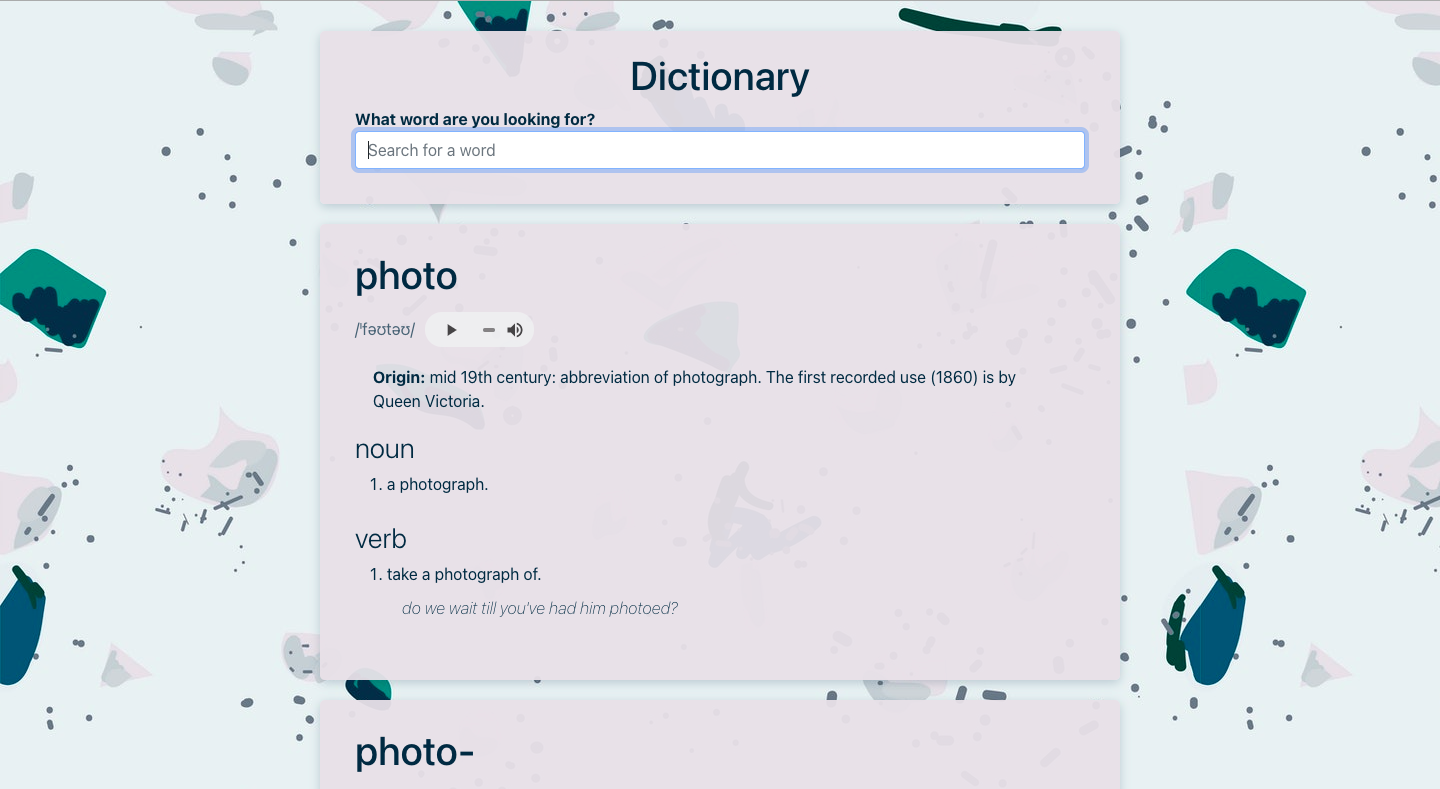 Dictionary
What word are you looking for?
Search for a word
photo
/ˈfəʊtəʊ/
Origin: mid 19th century: abbreviation of photograph. The first recorded use (1860) is by
Queen Victoria.
noun
1. a photograph.
verb
1. take a photograph of.
do we wait till you've had him photoed?
photo-